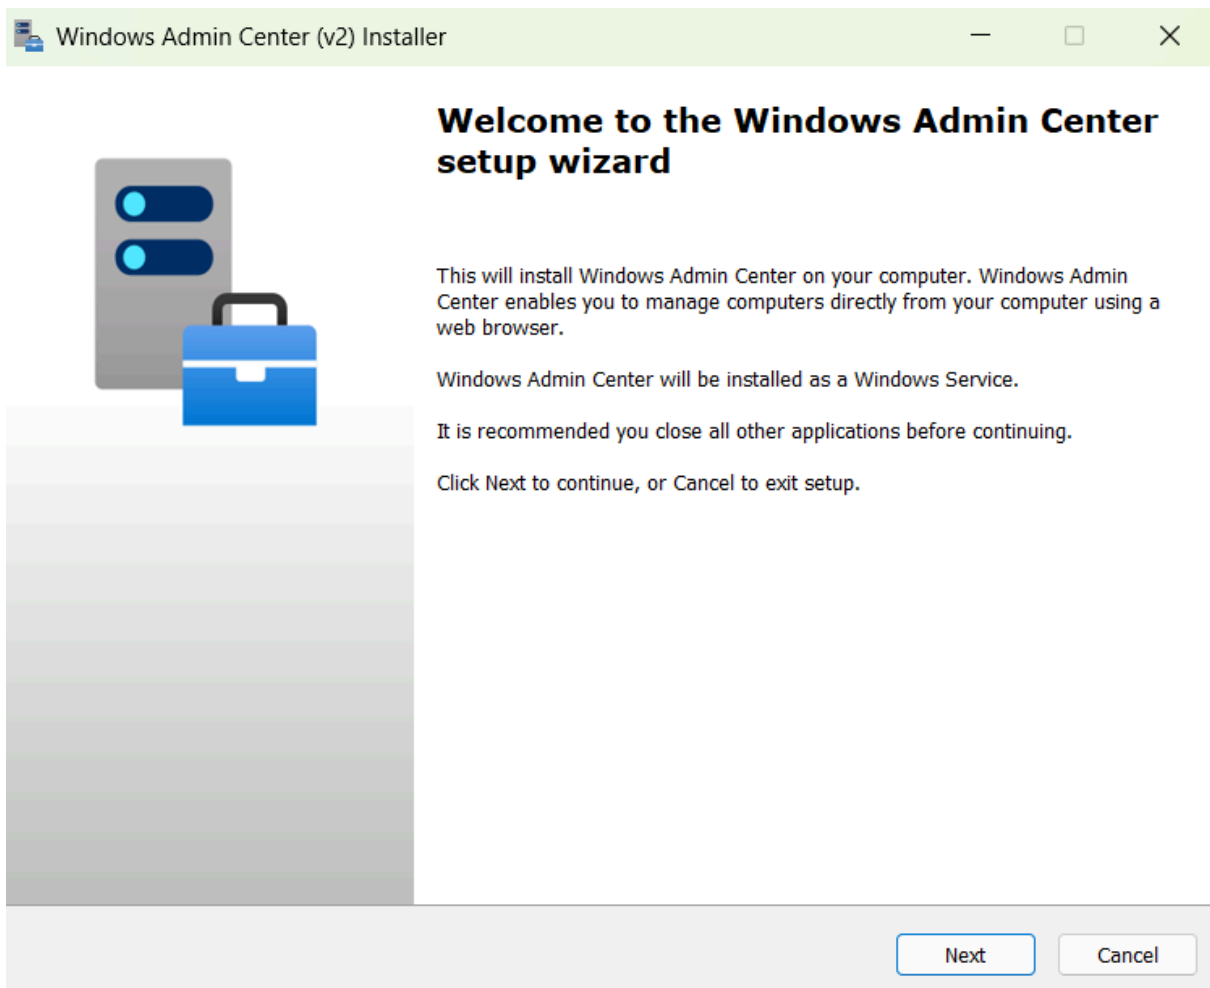 Windows Admin Center (v2) Installer
Welcome to the Windows Admin Center
setup wizard
This will install Windows Admin Center on your computer. Windows Admin
Center enables you to manage computers directly from your computer using a
web browser.
Windows Admin Center will be installed as a Windows Service.
It is recommended you close all other applications before continuing.
Click Next to continue, or Cancel to exit setup.
Next
Cancel